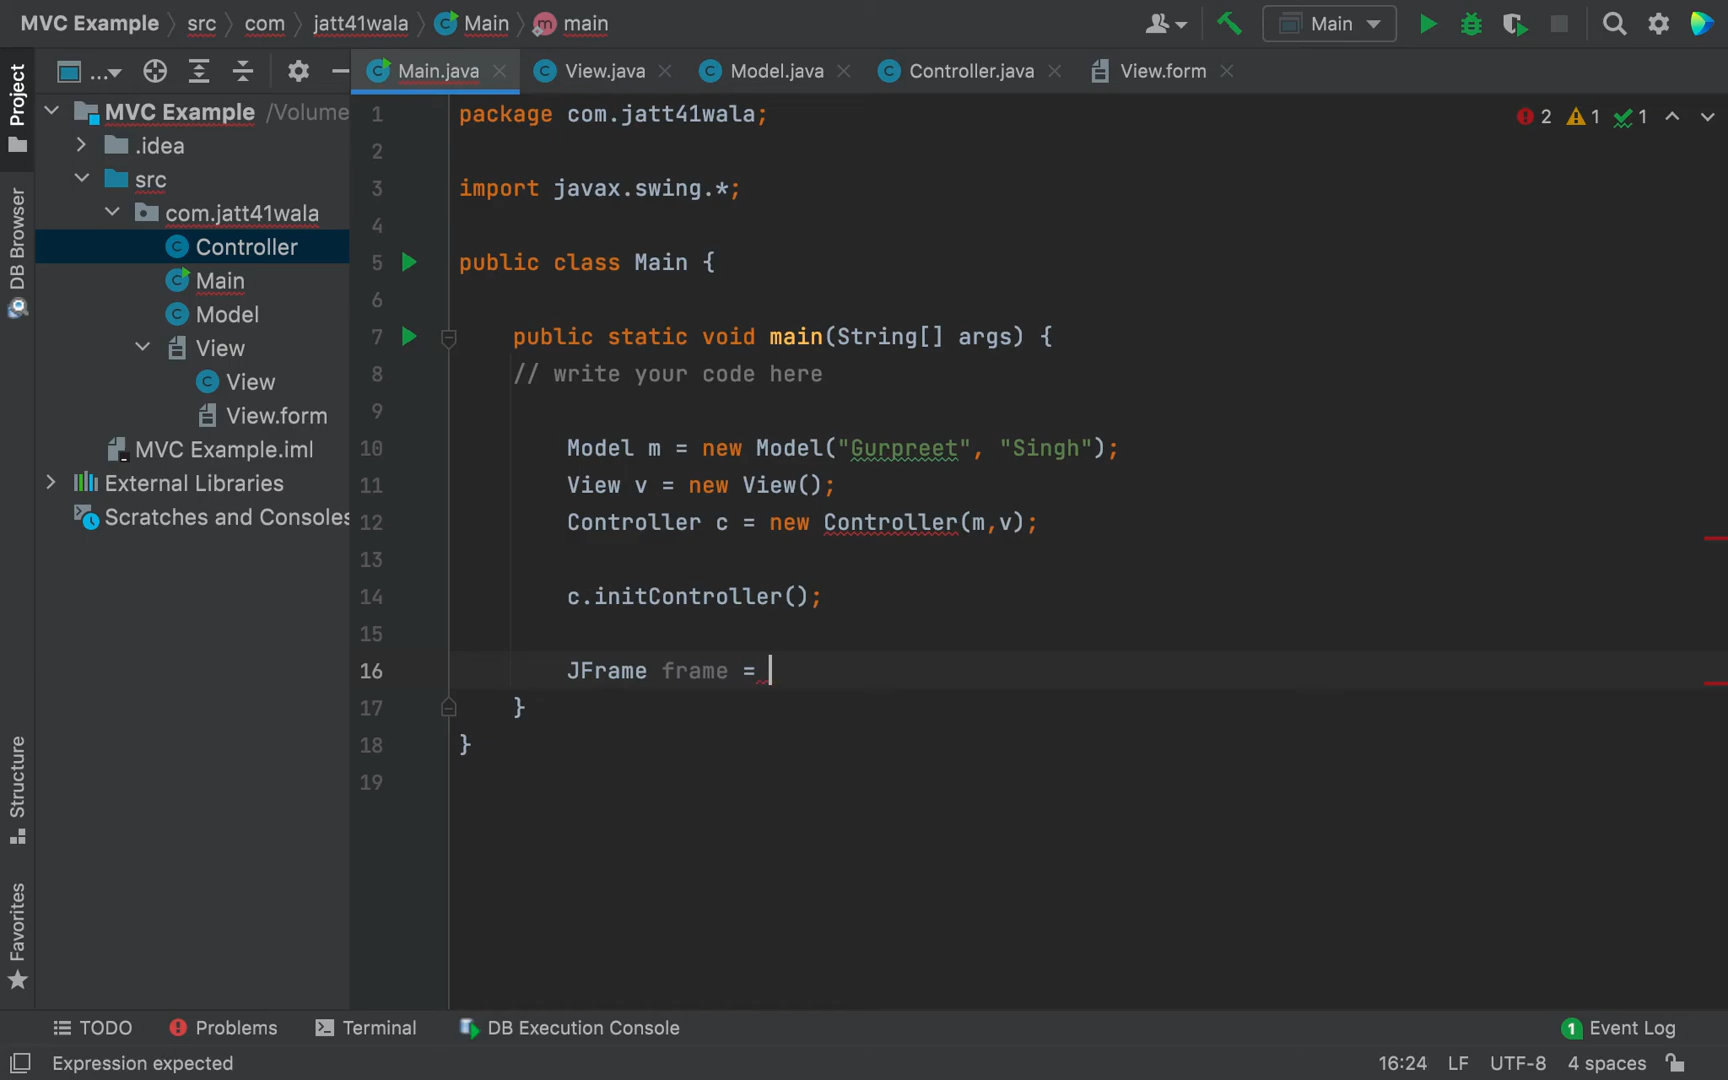 MVC Example src com jatt41wala Main main Main
Project
DB Browser
Structure
Favorites
... Main.java View.java Model.java Controller.java View.form
MVC Example /Volume
.idea
src
com.jatt41wala
Controller
Main
Model
View
View
View.form
MVC Example.iml
External Libraries
Scratches and Consoles
2 1 1
1 package com.jatt41wala;
2
3 import javax.swing.*;
4
5 public class Main {
6
7 public static void main(String[] args) {
8 // write your code here
9
10 Model m = new Model("Gurpreet", "Singh");
11 View v = new View();
12 Controller c = new Controller(m,v);
13
14 c.initController();
15
16 JFrame frame =
17 }
18 }
19
TODO Problems Terminal DB Execution Console 1 Event Log
Expression expected 16:24 LF UTF-8 4 spaces